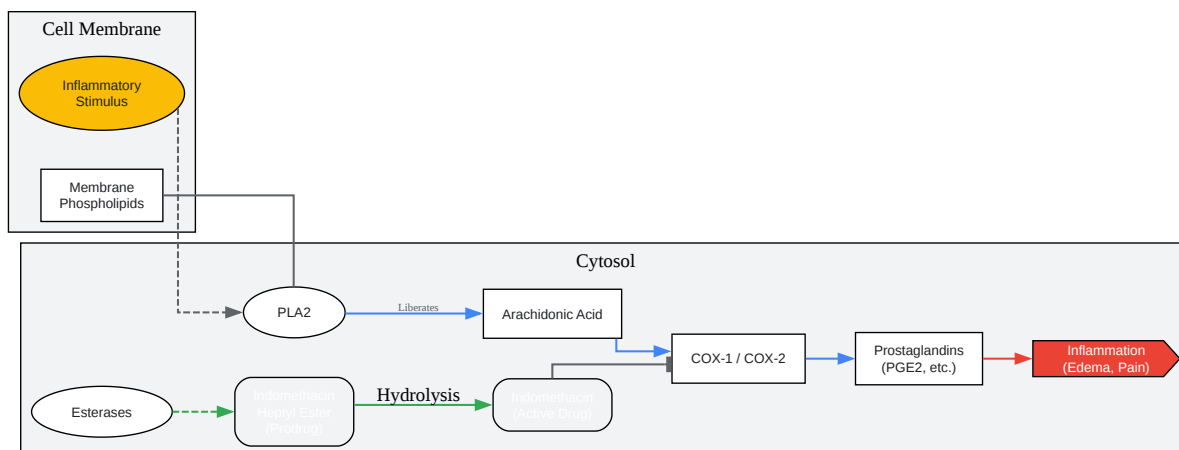 Cell Membrane
Inflammatory
Stimulus
Membrane
Phospholipids
Cytosol
PLA2
Liberates
Arachidonic Acid
COX-1 / COX-2
Prostaglandins
(PGE2, etc.)
Inflammation
(Edema, Pain)
Esterases
Indomethacin
Heptyl Ester
(Prodrug)
Hydrolysis
Indomethacin
(Active Drug)